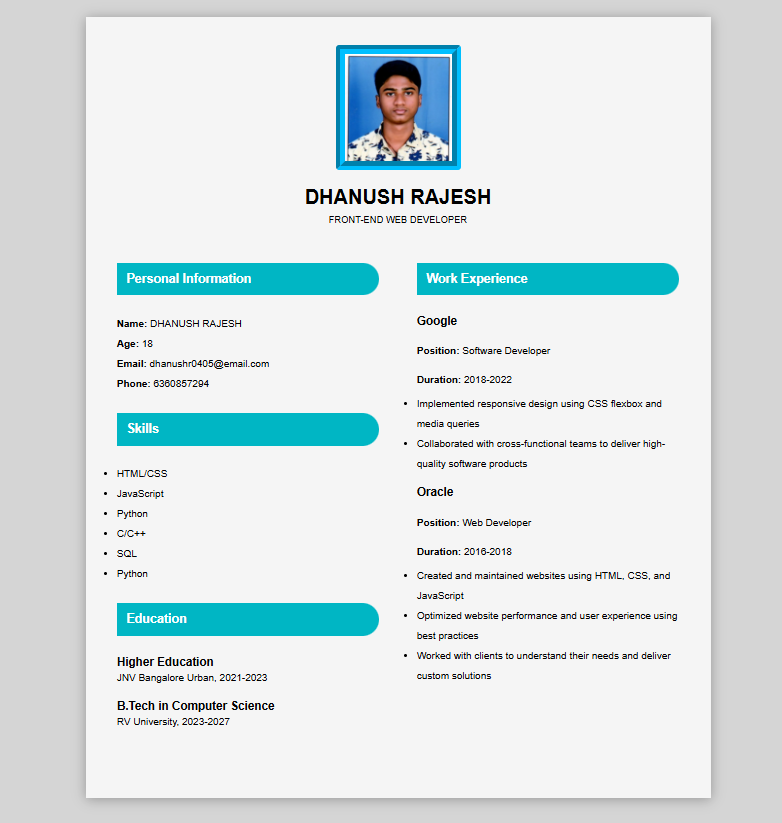 DHANUSH RAJESH
FRONT-END WEB DEVELOPER
Personal Information
Name: DHANUSH RAJESH
Age: 18
Email: dhanushr0405@email.com
Phone: 6360857294
Skills
• HTML/CSS
• JavaScript
• Python
• C/C++
• SQL
• Python
Education
Higher Education
JNV Bangalore Urban, 2021-2023
B.Tech in Computer Science
RV University, 2023-2027
Work Experience
Google
Position: Software Developer
Duration: 2018-2022
• Implemented responsive design using CSS flexbox and
media queries
• Collaborated with cross-functional teams to deliver high-
quality software products
Oracle
Position: Web Developer
Duration: 2016-2018
• Created and maintained websites using HTML, CSS, and
JavaScript
• Optimized website performance and user experience using
best practices
• Worked with clients to understand their needs and deliver
custom solutions